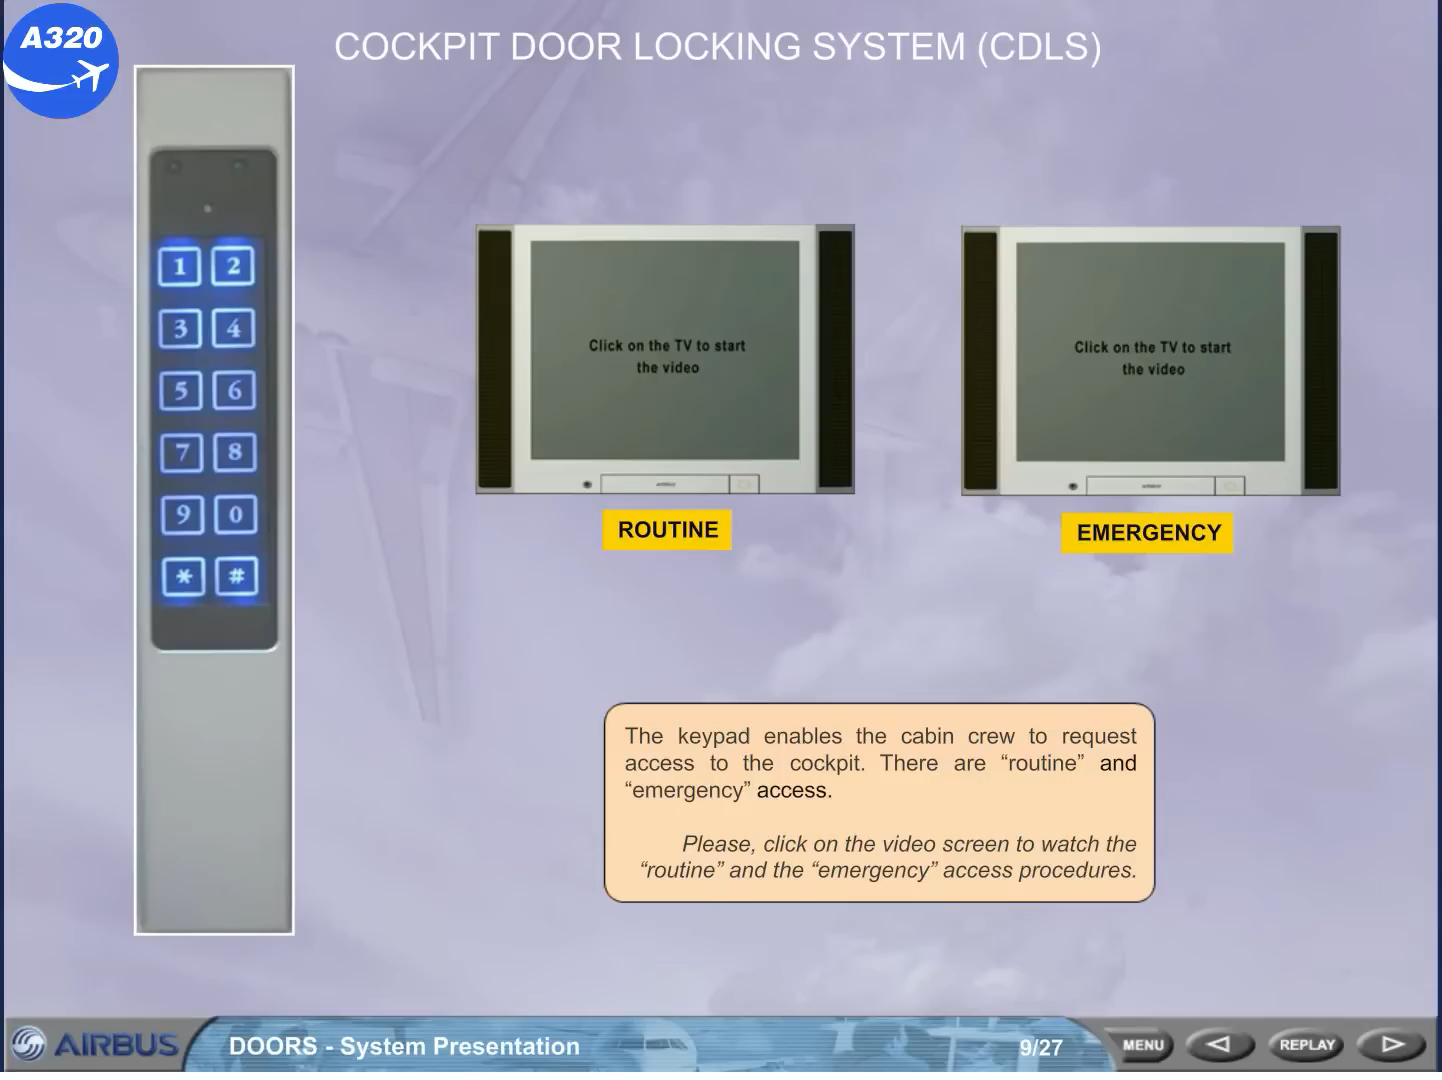 A320
COCKPIT DOOR LOCKING SYSTEM (CDLS)
1 2
3 4
5 6
7 8
9 0
* #
Click on the TV to start
the video
ROUTINE
Click on the TV to start
the video
EMERGENCY
The keypad enables the cabin crew to request
access to the cockpit. There are “routine” and
“emergency” access.
Please, click on the video screen to watch the
“routine” and the “emergency” access procedures.
AIRBUS
DOORS - System Presentation
9/27
MENU
REPLAY